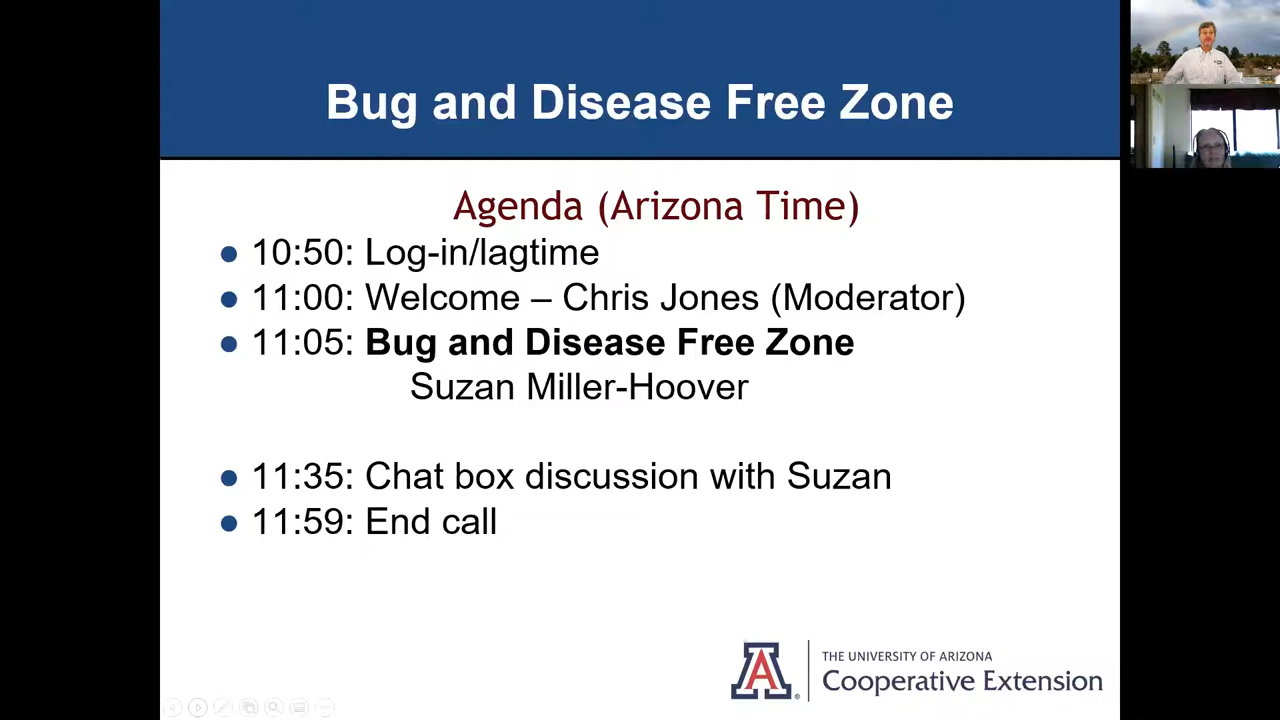 Bug and Disease Free Zone
Agenda (Arizona Time)
● 10:50: Log-in/lagtime
● 11:00: Welcome – Chris Jones (Moderator)
● 11:05: Bug and Disease Free Zone
Suzan Miller-Hoover
● 11:35: Chat box discussion with Suzan
● 11:59: End call
A
THE UNIVERSITY OF ARIZONA
Cooperative Extension